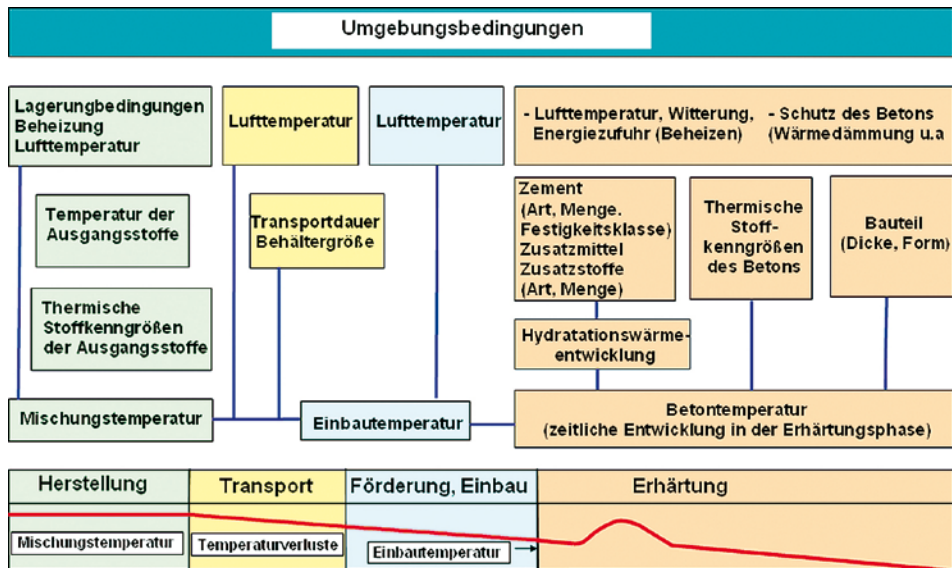 Umgebungsbedingungen
Lagerungbedingungen
Beheizung
Lufttemperatur
Lufttemperatur
Lufttemperatur
- Lufttemperatur, Witterung,
Energiezufuhr (Beheizen)
- Schutz des Betons
(Wärmedämmung u.a
Temperatur der
Ausgangsstoffe
Transportdauer
Behältergröße
Zement
(Art, Menge.
Festigkeitsklasse)
Zusatzmittel
Zusatzstoffe
(Art, Menge)
Thermische
Stoff-
kenngrößen
des Betons
Bauteil
(Dicke, Form)
Thermische
Stoffkenngrößen
der Ausgangsstoffe
Hydratationswärme-
entwicklung
Mischungstemperatur
Einbautemperatur
Betontemperatur
(zeitliche Entwicklung in der Erhärtungsphase)
Herstellung
Transport
Förderung, Einbau
Erhärtung
Mischungstemperatur
Temperaturverluste
Einbautemperatur